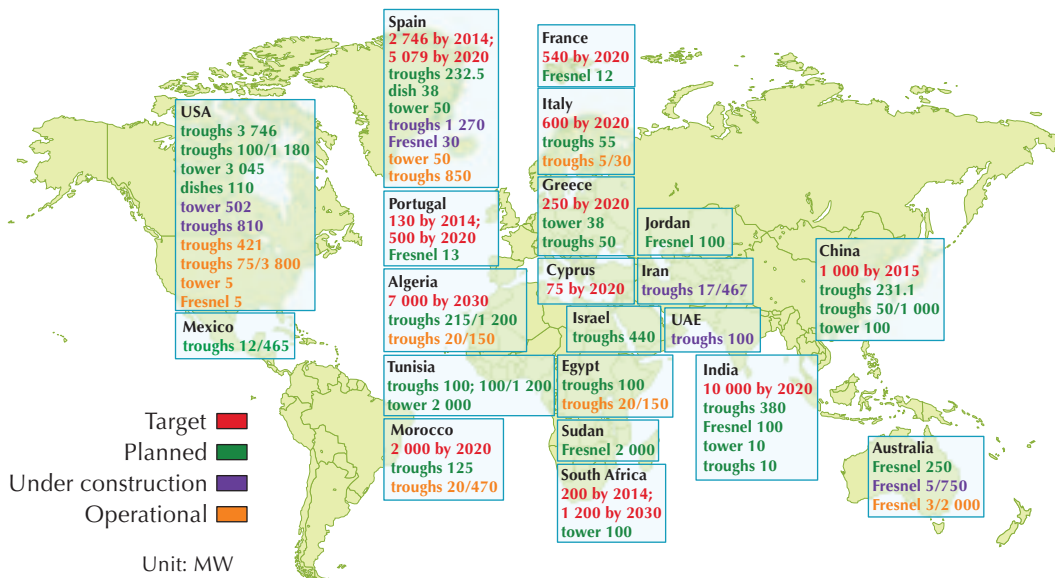 USA
troughs 3 746
troughs 100/1 180
tower 3 045
dishes 110
tower 502
troughs 810
troughs 421
troughs 75/3 800
tower 5
Fresnel 5
Mexico
troughs 12/465
Spain
2 746 by 2014;
5 079 by 2020
troughs 232.5
dish 38
tower 50
troughs 1 270
Fresnel 30
tower 50
troughs 850
Portugal
130 by 2014;
500 by 2020
Fresnel 13
Algeria
7 000 by 2030
troughs 215/1 200
troughs 20/150
Tunisia
troughs 100; 100/1 200
tower 2 000
Morocco
2 000 by 2020
troughs 125
troughs 20/470
France
540 by 2020
Fresnel 12
Italy
600 by 2020
troughs 55
troughs 5/30
Greece
250 by 2020
tower 38
troughs 50
Cyprus
75 by 2020
Jordan
Fresnel 100
Iran
troughs 17/467
Israel
troughs 440
UAE
troughs 100
Egypt
troughs 100
troughs 20/150
Sudan
Fresnel 2 000
South Africa
200 by 2014;
1 200 by 2030
tower 100
China
1 000 by 2015
troughs 231.1
troughs 50/1 000
tower 100
India
10 000 by 2020
troughs 380
Fresnel 100
tower 10
troughs 10
Australia
Fresnel 250
Fresnel 5/750
Fresnel 3/2 000
Target
Planned
Under construction
Operational
Unit: MW